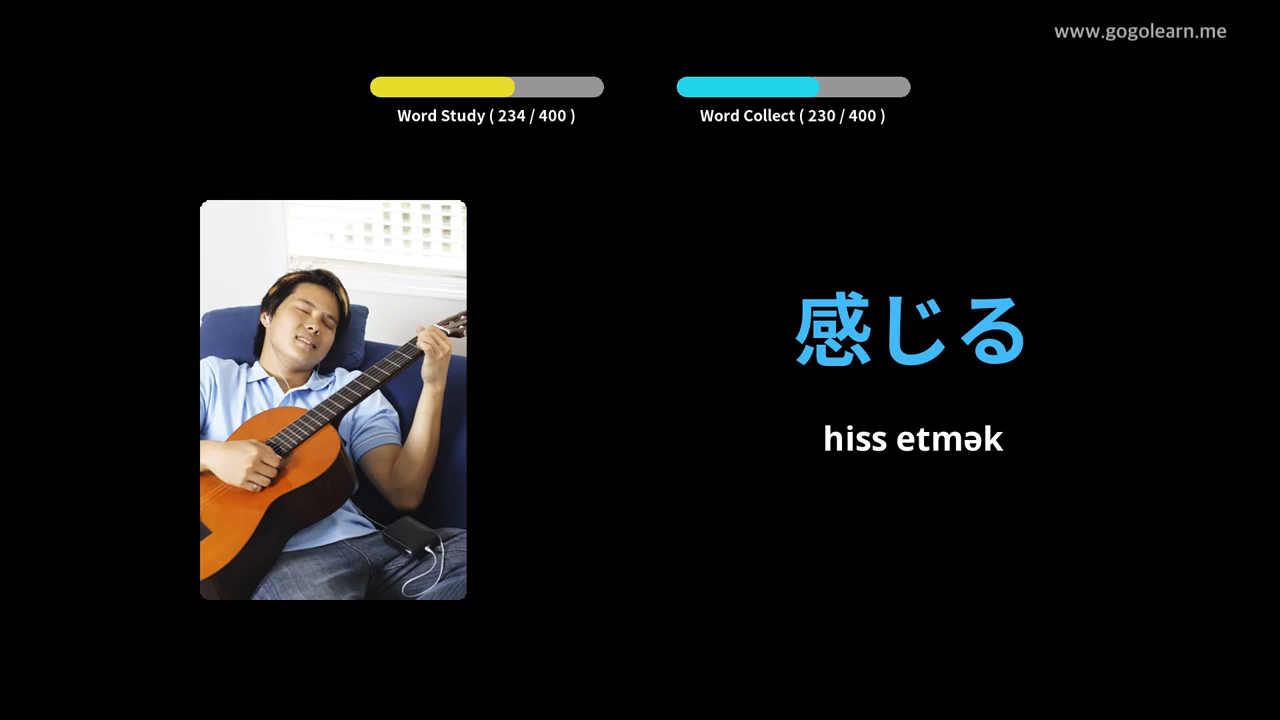 www.gogolearn.me
Word Study ( 234 / 400 )
Word Collect ( 230 / 400 )
感じる
hiss etmək